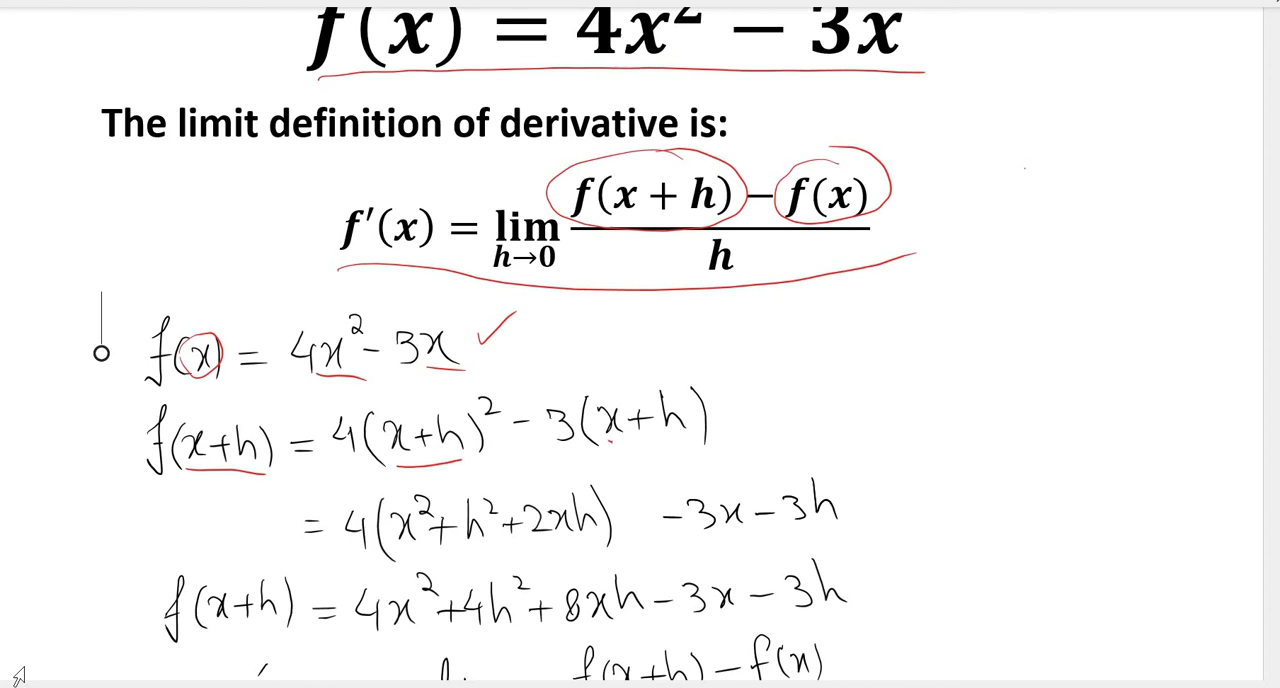 f(x) = 4x² − 3x
The limit definition of derivative is:
f′(x) = lim h→0 f(x + h) − f(x) / h
f(x) = 4x² - 3x ✓
f(x+h) = 4(x+h)² - 3(x+h)
= 4(x²+h²+2xh) -3x-3h
f(x+h) = 4x²+4h²+8xh-3x-3h
f(x+h) - f(x)